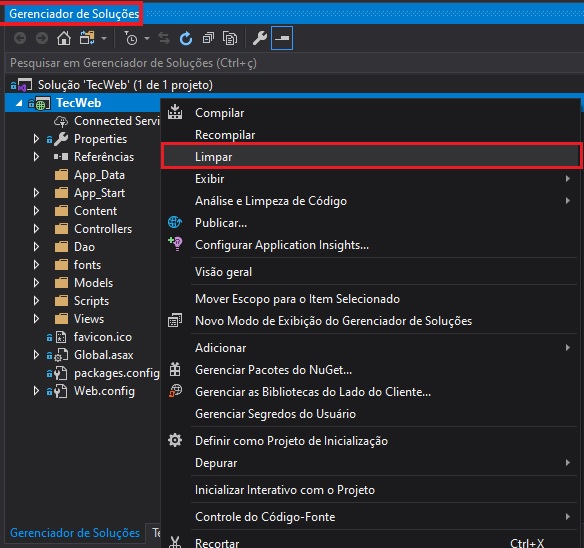 Gerenciador de Soluções
Pesquisar em Gerenciador de Soluções (Ctrl+ç)
Solução 'TecWeb' (1 de 1 projeto)
TecWeb
Connected Servi
Properties
Referências
App_Data
App_Start
Content
Controllers
Dao
fonts
Models
Scripts
Views
favicon.ico
Global.asax
packages.config
Web.config
Compilar
Recompilar
Limpar
Exibir
Análise e Limpeza de Código
Publicar...
Configurar Application Insights...
Visão geral
Mover Escopo para o Item Selecionado
Novo Modo de Exibição do Gerenciador de Soluções
Adicionar
Gerenciar Pacotes do NuGet...
Gerenciar as Bibliotecas do Lado do Cliente...
Gerenciar Segredos do Usuário
Definir como Projeto de Inicialização
Depurar
Inicializar Interativo com o Projeto
Controle do Código-Fonte
Recortar Ctrl+X
Gerenciador de Soluções Te